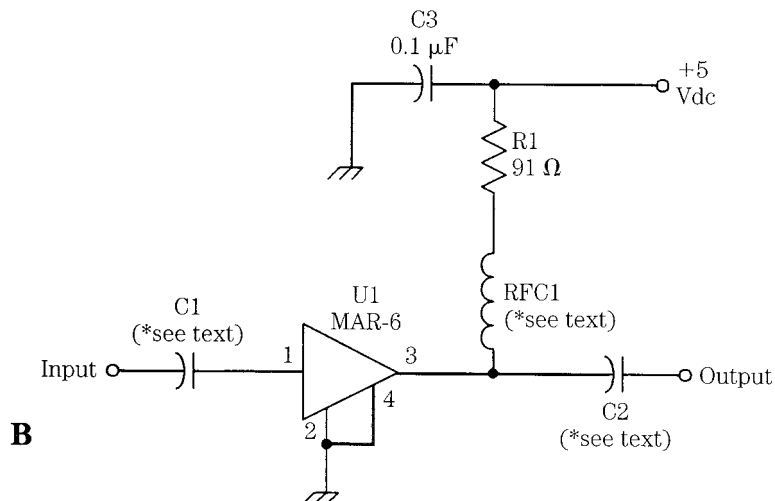 C3
0.1 μF
+5
Vdc
R1
91 Ω
RFC1
(*see text)
U1
MAR-6
C1
(*see text)
Input
1
3
4
2
Output
C2
(*see text)
B